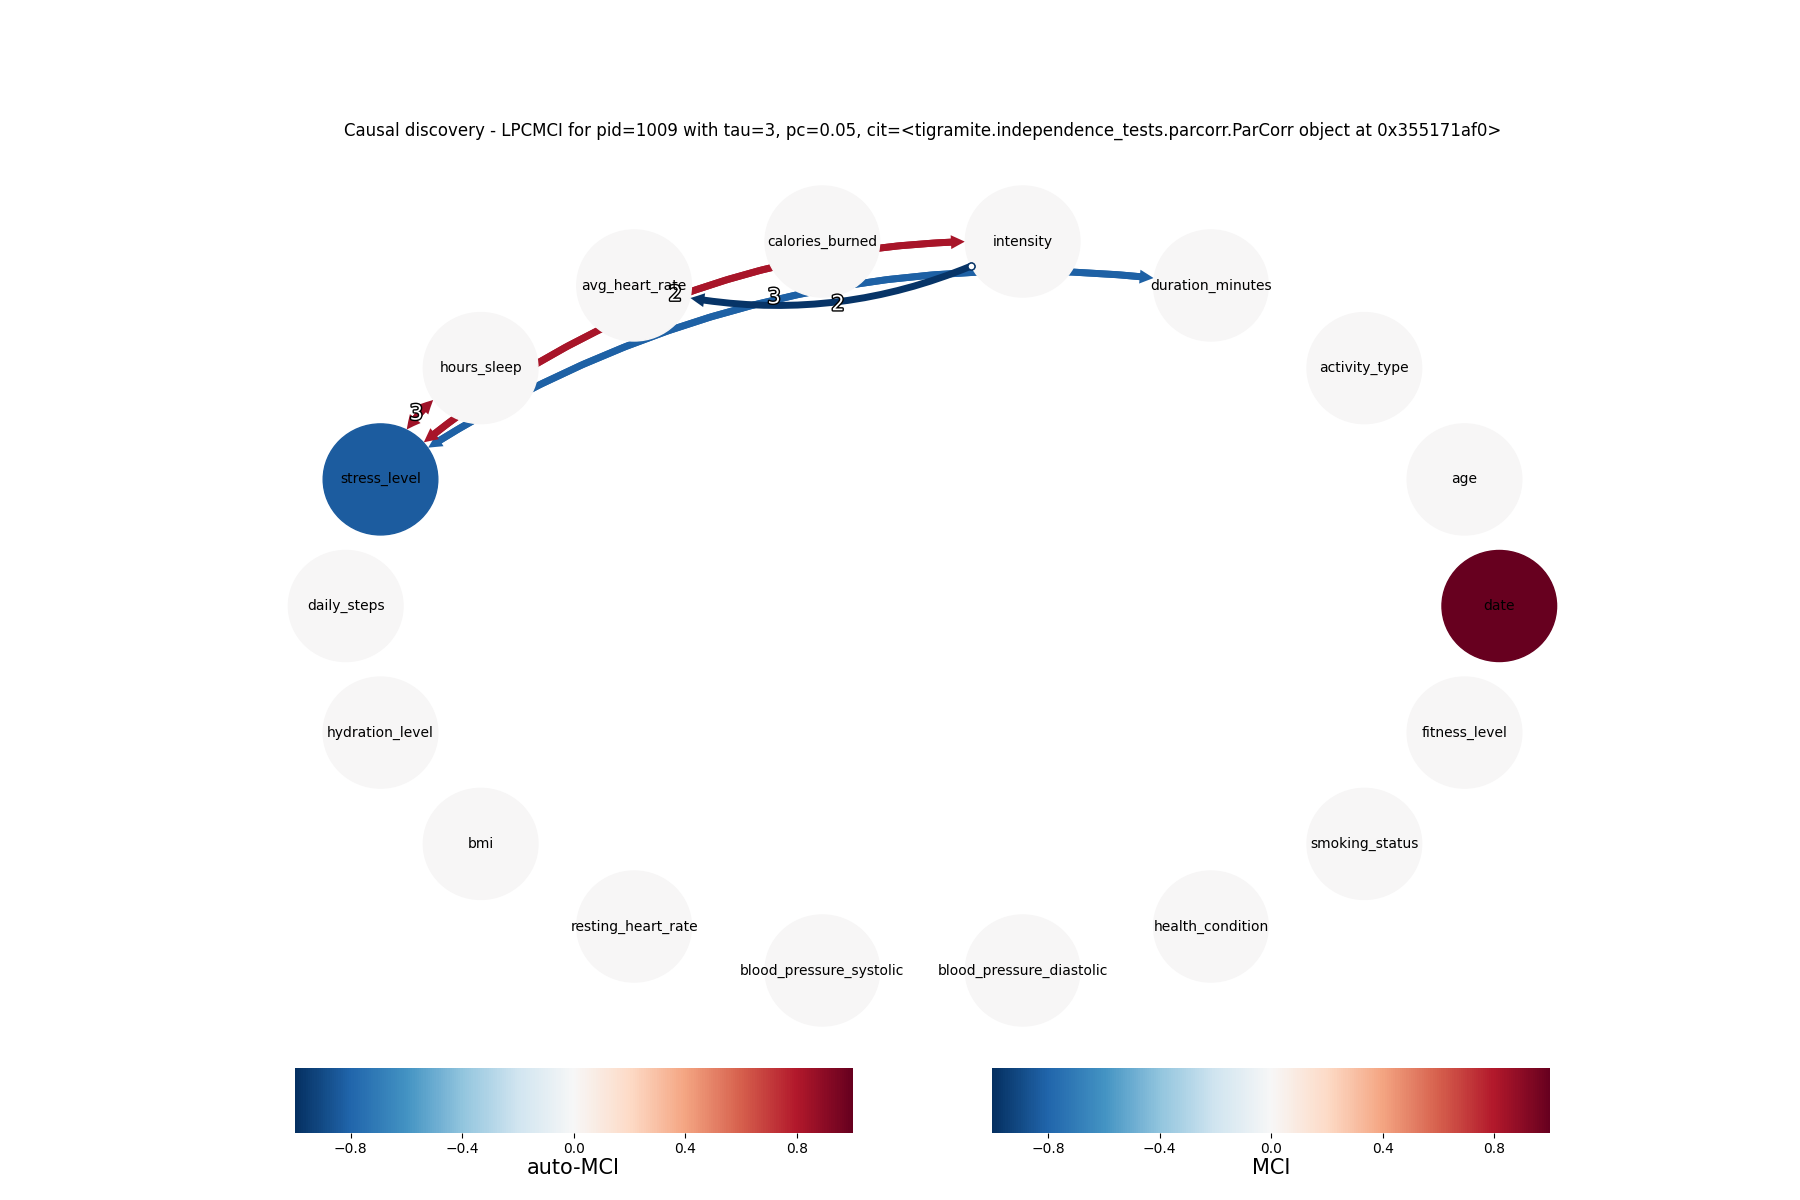 Causal discovery - LPCMCI for pid=1009 with tau=3, pc=0.05, cit=<tigramite.independence_tests.parcorr.ParCorr object at 0x355171af0>
calories_burned
intensity
avg_heart_rate
duration_minutes
2
3
2
hours_sleep
activity_type
3
stress_level
age
daily_steps
date
hydration_level
fitness_level
bmi
smoking_status
resting_heart_rate
health_condition
blood_pressure_systolic
blood_pressure_diastolic
−0.8 −0.4 0.0 0.4 0.8
auto-MCI
−0.8 −0.4 0.0 0.4 0.8
MCI